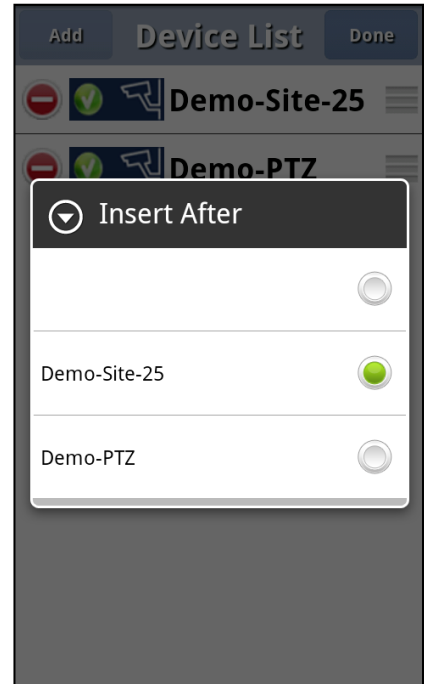 Add Device List Done
Demo-Site-25
Demo-PTZ
Insert After
Demo-Site-25
Demo-PTZ